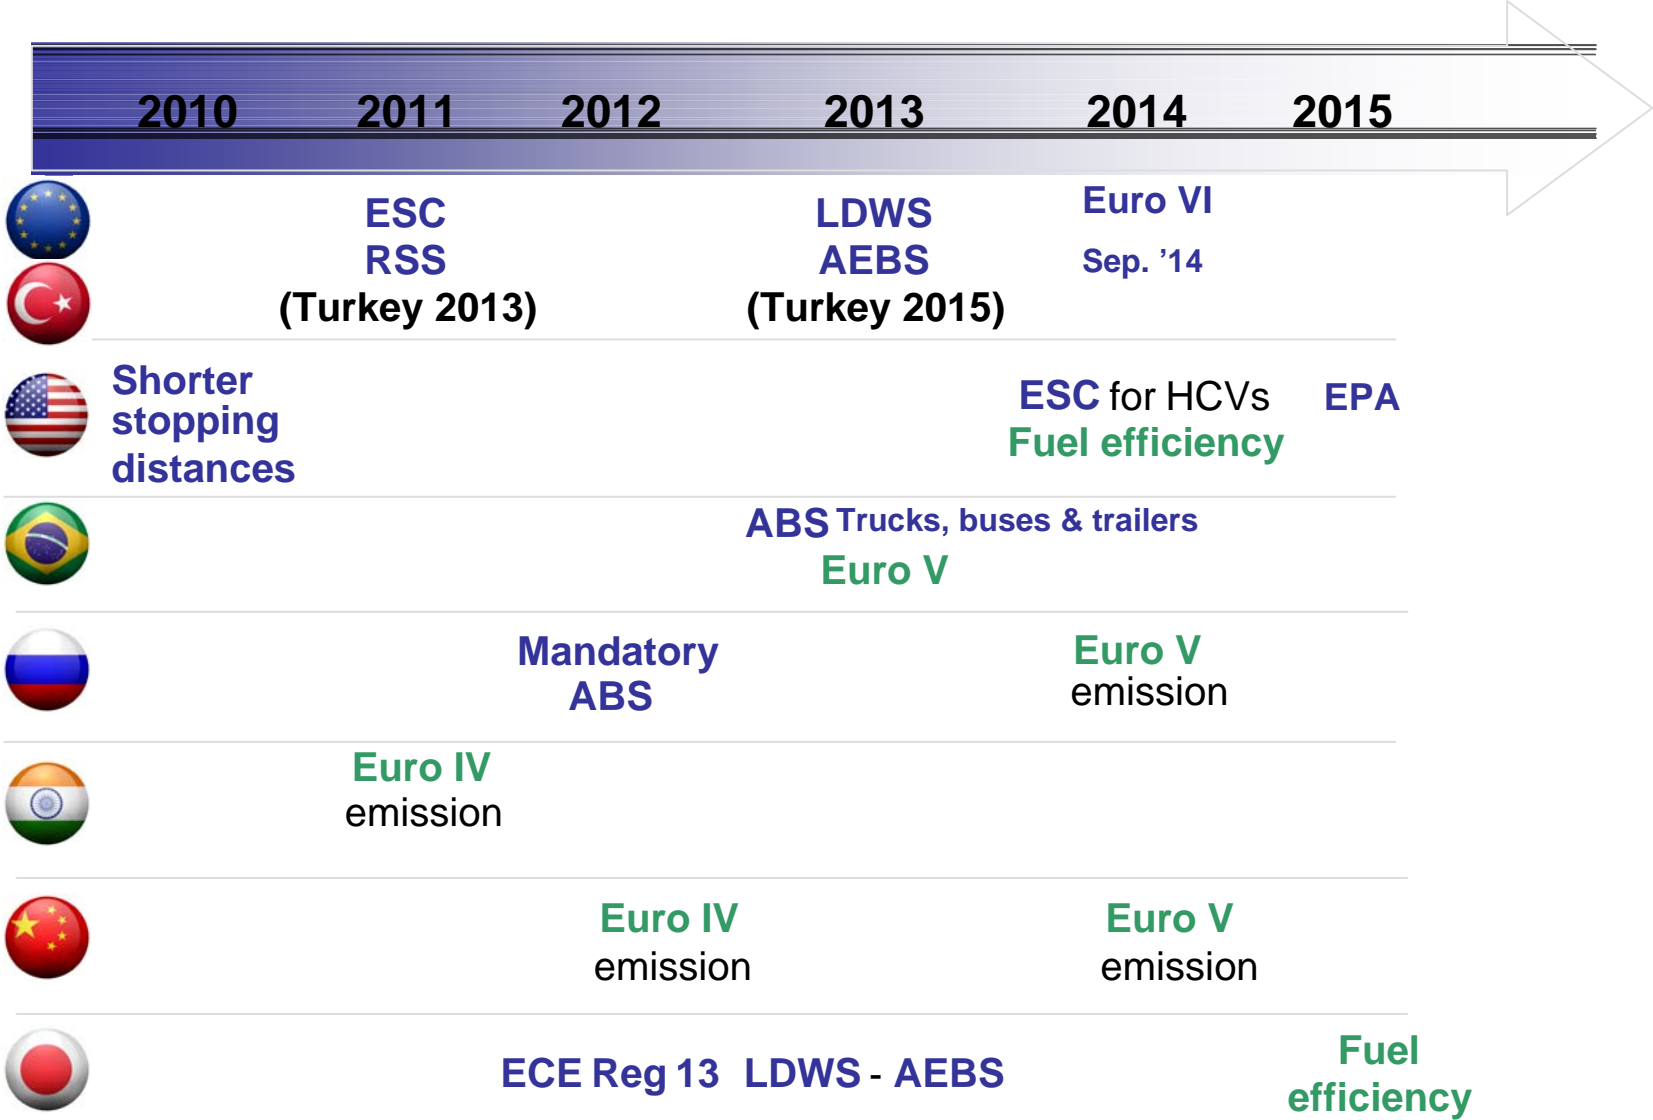 2010 2011 2012 2013 2014 2015
ESC
RSS
(Turkey 2013)
LDWS
AEBS
(Turkey 2015)
Euro VI
Sep. ’14
Shorter
stopping
distances
ESC for HCVs
Fuel efficiency
EPA
ABS Trucks, buses & trailers
Euro V
Mandatory
ABS
Euro V
emission
Euro IV
emission
Euro IV
emission
Euro V
emission
ECE Reg 13 LDWS - AEBS
Fuel
efficiency